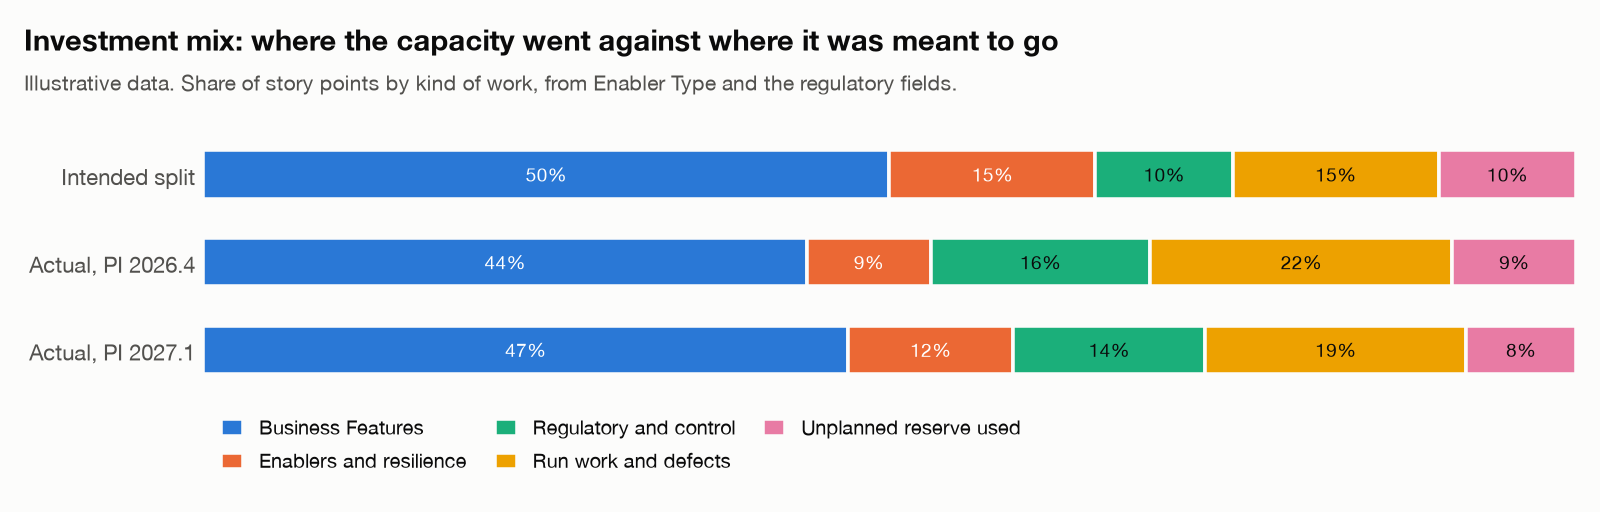 Investment mix: where the capacity went against where it was meant to go
Illustrative data. Share of story points by kind of work, from Enabler Type and the regulatory fields.
Intended split 50% 15% 10% 15% 10%
Actual, PI 2026.4 44% 9% 16% 22% 9%
Actual, PI 2027.1 47% 12% 14% 19% 8%
Business Features Regulatory and control Unplanned reserve used
Enablers and resilience Run work and defects